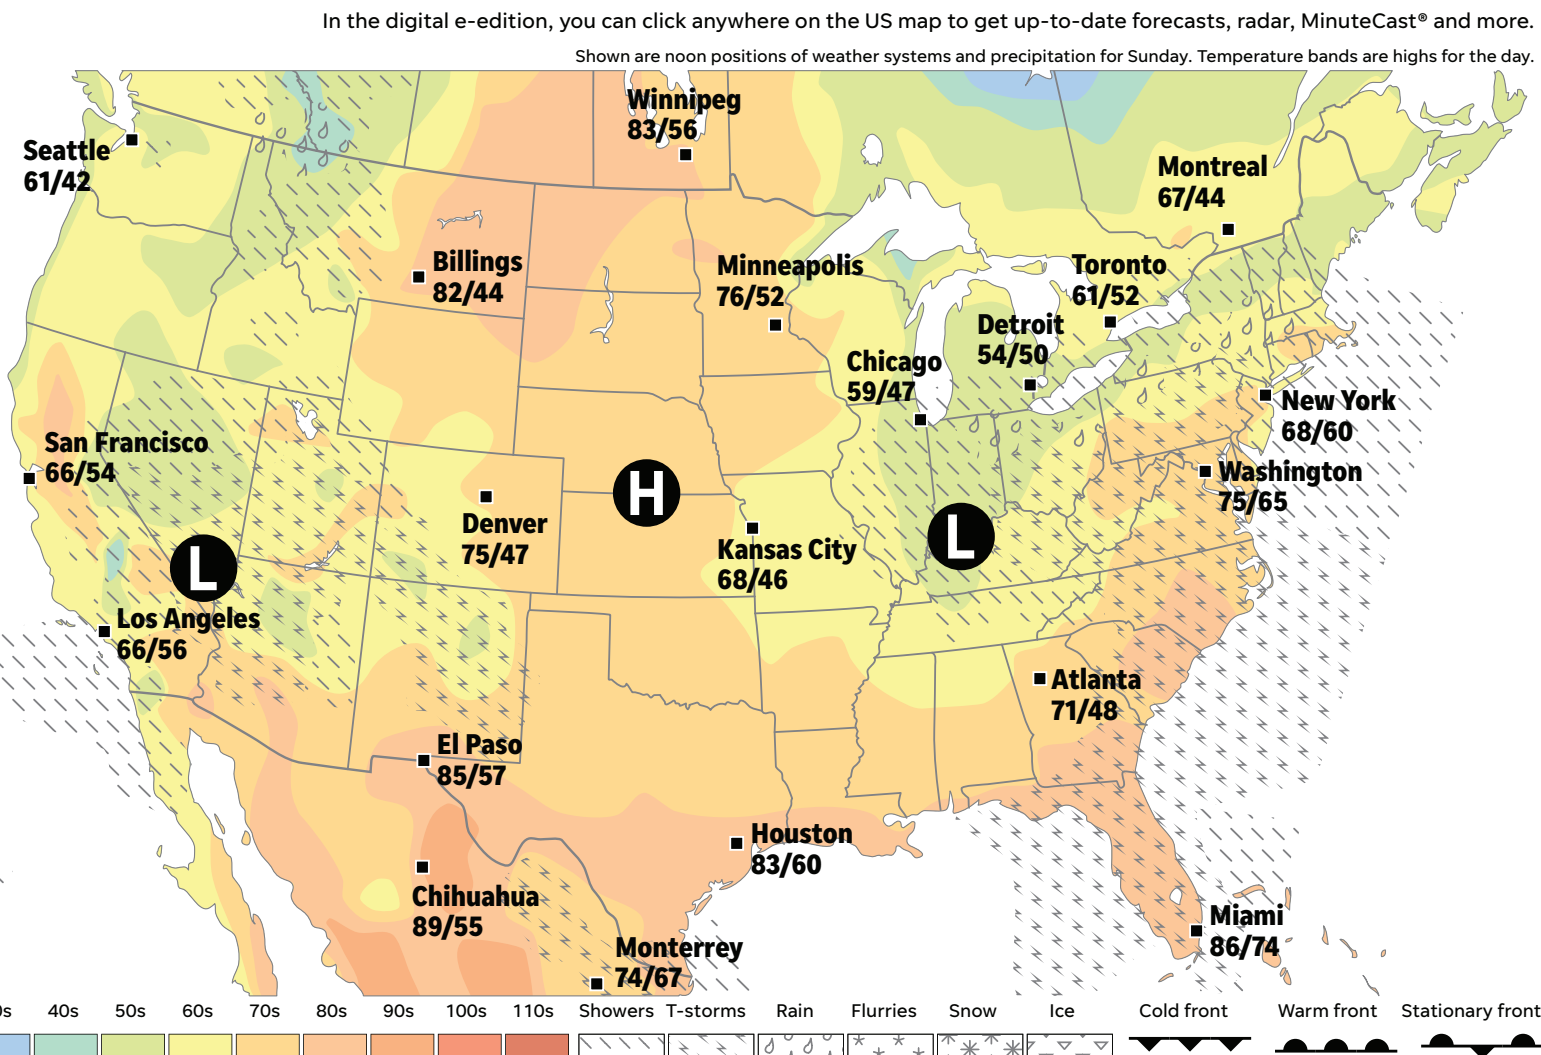 In the digital e-edition, you can click anywhere on the US map to get up-to-date forecasts, radar, MinuteCast® and more.
Shown are noon positions of weather systems and precipitation for Sunday. Temperature bands are highs for the day.
Winnipeg
83/56
Seattle
61/42
Montreal
67/44
Billings
82/44
Minneapolis
76/52
Toronto
61/52
Detroit
54/50
Chicago
59/47
New York
68/60
San Francisco
66/54
Washington
75/65
H
Denver
75/47
Kansas City
68/46
L
L
Los Angeles
66/56
Atlanta
71/48
El Paso
85/57
Houston
83/60
Chihuahua
89/55
Miami
86/74
Monterrey
74/67
40s 50s 60s 70s 80s 90s 80s 100s 110s Showers T-storms Rain Flurries Snow Ice Cold front Warm front Stationary front